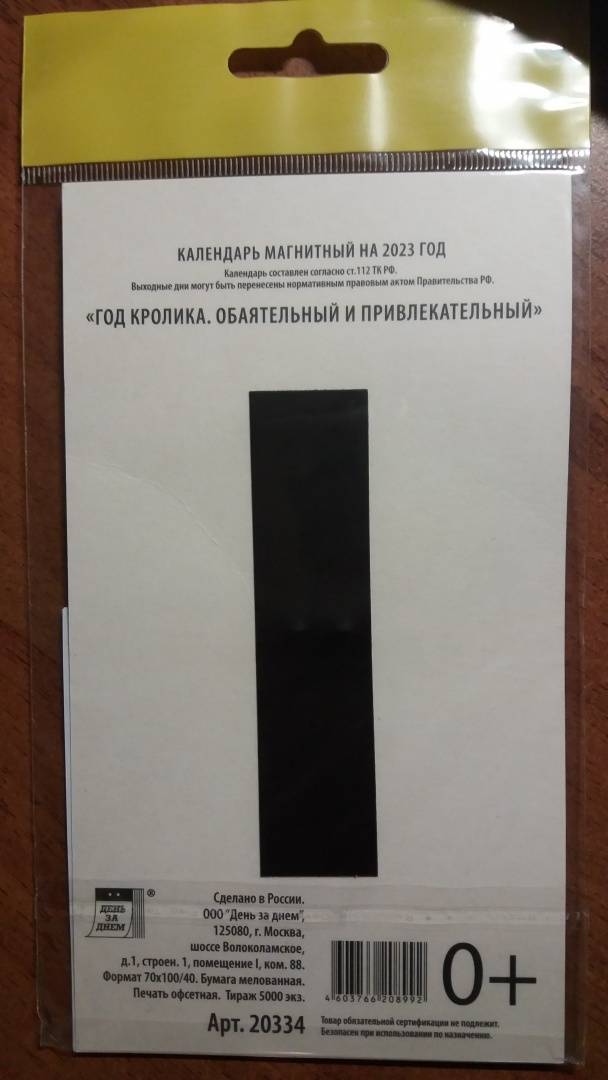 КАЛЕНДАРЬ МАГНИТНЫЙ НА 2023 ГОД
Календарь составлен согласно ст.112 ТК РФ.
Выходные дни могут быть перенесены нормативным правовым актом Правительства РФ.
«ГОД КРОЛИКА. ОБАЯТЕЛЬНЫЙ И ПРИВЛЕКАТЕЛЬНЫЙ»
ДЕНЬ
ЗА
ДНЕМ
®
Сделано в России.
ООО "День за днем",
125080, г. Москва,
шоссе Волоколамское,
д.1, строен. 1, помещение I, ком. 88.
Формат 70х100/40. Бумага мелованная.
Печать офсетная. Тираж 5000 экз.
Арт. 20334
4 603766 208992
0+
Товар обязательной сертификации не подлежит.
Безопасен при использовании по назначению.